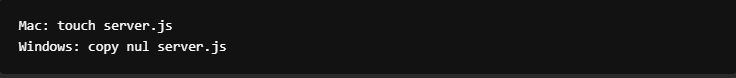 Mac: touch server.js
Windows: copy nul server.js